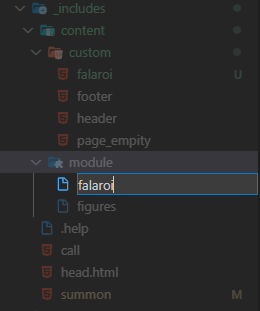 _includes
content
custom
falaroi U
footer
header
page_empity
module
falaroi
figures
.help
call
head.html
summon M